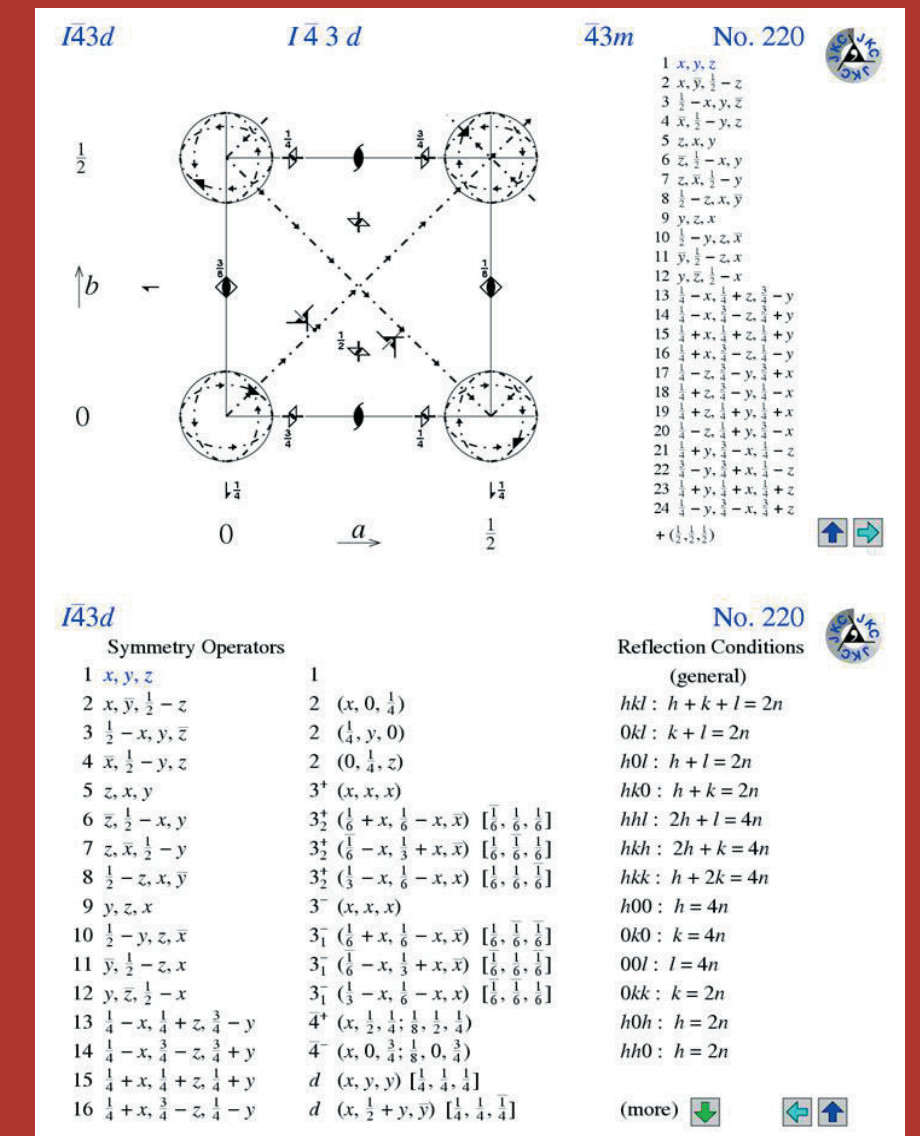 I4̄3d I 4̄ 3 d 4̄3m No. 220
JKC JKC JKC
1 x, y, z
2 x, y̅, 1/2 − z
3 1/2 − x, y, z̅
4 x̅, 1/2 − y, z
5 z, x, y
6 z̅, 1/2 − x, y
7 z, x̅, 1/2 − y
8 1/2 − z, x, y̅
9 y, z, x
10 1/2 − y, z, x̅
11 y̅, 1/2 − z, x
12 y, z̅, 1/2 − x
13 1/4 − x, 1/4 + z, 3/4 − y
14 1/4 − x, 3/4 − z, 3/4 + y
15 1/4 + x, 1/4 + z, 1/4 + y
16 1/4 + x, 3/4 − z, 1/4 − y
17 1/4 − z, 3/4 − y, 3/4 + x
18 1/4 + z, 3/4 − y, 1/4 − x
19 1/4 + z, 1/4 + y, 1/4 + x
20 1/4 − z, 1/4 + y, 3/4 − x
21 1/4 + y, 3/4 − x, 1/4 − z
22 3/4 − y, 3/4 + x, 1/4 − z
23 1/4 + y, 1/4 + x, 1/4 + z
24 1/4 − y, 3/4 − x, 3/4 + z
+ (1/2, 1/2, 1/2)
1/2 1/4 3/4
b 3/8 1/8
1/2
0 3/4 1/4
1/4 1/4
0 a 1/2
I4̄3d No. 220
JKC JKC JKC
Symmetry Operators Reflection Conditions
1 x, y, z 1 (general)
2 x, y̅, 1/2 − z 2 (x, 0, 1/4) hkl : h + k + l = 2n
3 1/2 − x, y, z̅ 2 (1/4, y, 0) 0kl : k + l = 2n
4 x̅, 1/2 − y, z 2 (0, 1/4, z) h0l : h + l = 2n
5 z, x, y 3⁺ (x, x, x) hk0 : h + k = 2n
6 z̅, 1/2 − x, y 3₂⁺ (1/6 + x, 1/6 − x, x̅) [1̅/6, 1/6, 1/6] hhl : 2h + l = 4n
7 z, x̅, 1/2 − y 3₂⁺ (1̅/6 − x, 1/3 + x, x̅) [1/6, 1̅/6, 1/6] hkh : 2h + k = 4n
8 1/2 − z, x, y̅ 3₂⁺ (1/3 − x, 1/6 − x, x) [1/6, 1/6, 1̅/6] hkk : h + 2k = 4n
9 y, z, x 3⁻ (x, x, x) h00 : h = 4n
10 1/2 − y, z, x̅ 3₁⁻ (1/6 + x, 1/6 − x, x̅) [1/6, 1̅/6, 1̅/6] 0k0 : k = 4n
11 y̅, 1/2 − z, x 3₁⁻ (1̅/6 − x, 1/3 + x, x̅) [1̅/6, 1/6, 1̅/6] 00l : l = 4n
12 y, z̅, 1/2 − x 3₁⁻ (1/3 − x, 1/6 − x, x) [1̅/6, 1̅/6, 1/6] 0kk : k = 2n
13 1/4 − x, 1/4 + z, 3/4 − y 4̅⁺ (x, 1/2, 1/4; 1/8, 1/2, 1/4) h0h : h = 2n
14 1/4 − x, 3/4 − z, 3/4 + y 4̅⁻ (x, 0, 3/4; 1/8, 0, 3/4) hh0 : h = 2n
15 1/4 + x, 1/4 + z, 1/4 + y d (x, y, y) [1/4, 1/4, 1/4]
16 1/4 + x, 3/4 − z, 1/4 − y d (x, 1/2 + y, y̅) [1/4, 1/4, 1̅/4] (more)